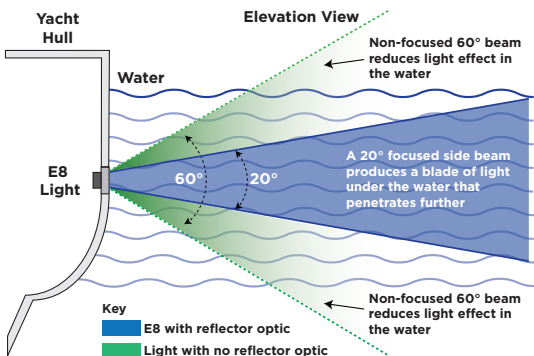 Elevation View
Yacht
Hull
Non-focused 60° beam
reduces light effect in
the water
Water
E8
Light
60°
20°
A 20° focused side beam
produces a blade of light
under the water that
penetrates further
Non-focused 60° beam
reduces light effect in
the water
Key
E8 with reflector optic
Light with no reflector optic